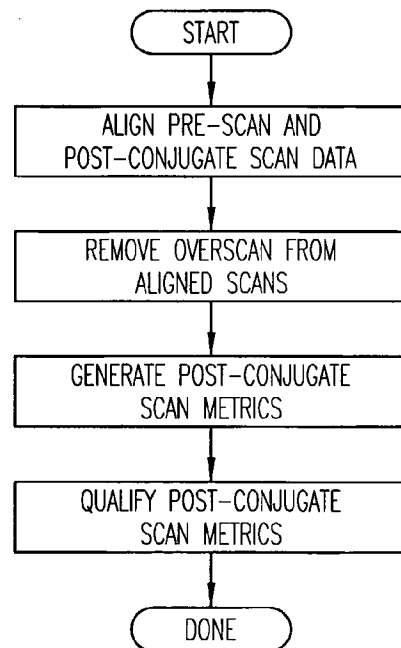 START
ALIGN PRE-SCAN AND
POST-CONJUGATE SCAN DATA
REMOVE OVERSCAN FROM
ALIGNED SCANS
GENERATE POST-CONJUGATE
SCAN METRICS
QUALIFY POST-CONJUGATE
SCAN METRICS
DONE